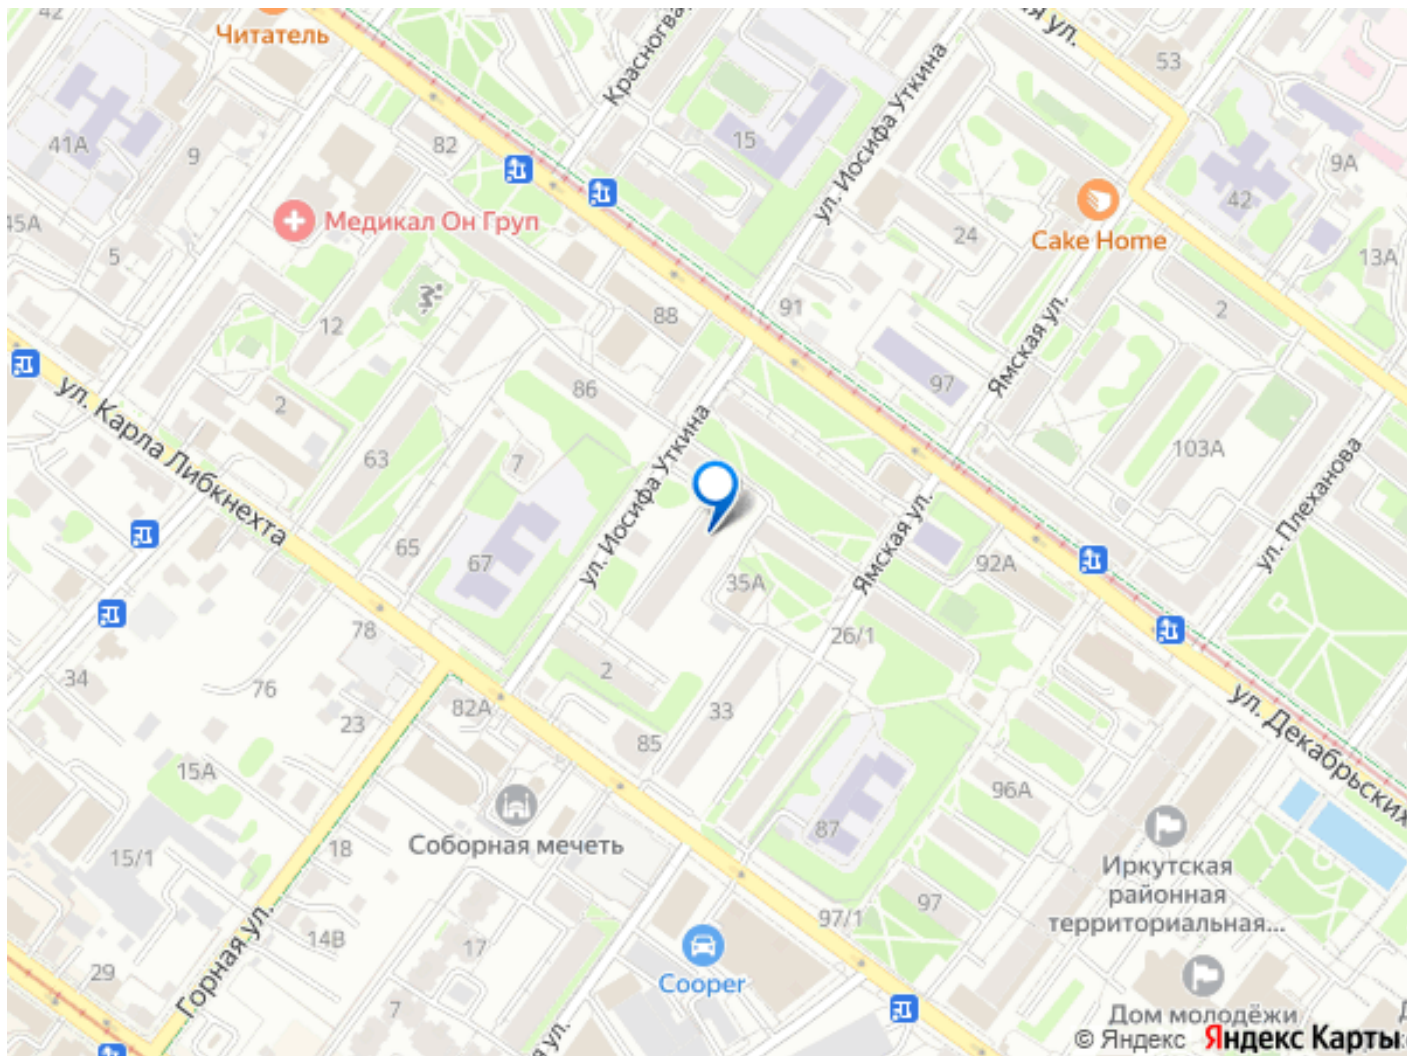 42
Читатель
Красногва
ул. Иосифа Уткина
я ул.
53
41А
9
82
15
9А
42
45А
Медикал Он Груп
24
Cake Home
13А
5
12
88
91
2
Ямская ул.
97
86
2
63
7
103А
ул. Карла Либкнехта
ул. Иосифа Уткина
ул. Плеханова
65
67
35А
Ямская ул.
92А
78
26/1
34
76
2
23
82А
33
85
ул. Декабрьских
15А
96А
Соборная мечеть
87
18
15/1
Иркутская
районная
территориальная...
97
97/1
14В
17
29
Горная ул.
7
Cooper
Дом молодёжи
я ул.
© Яндекс Яндекс Карты